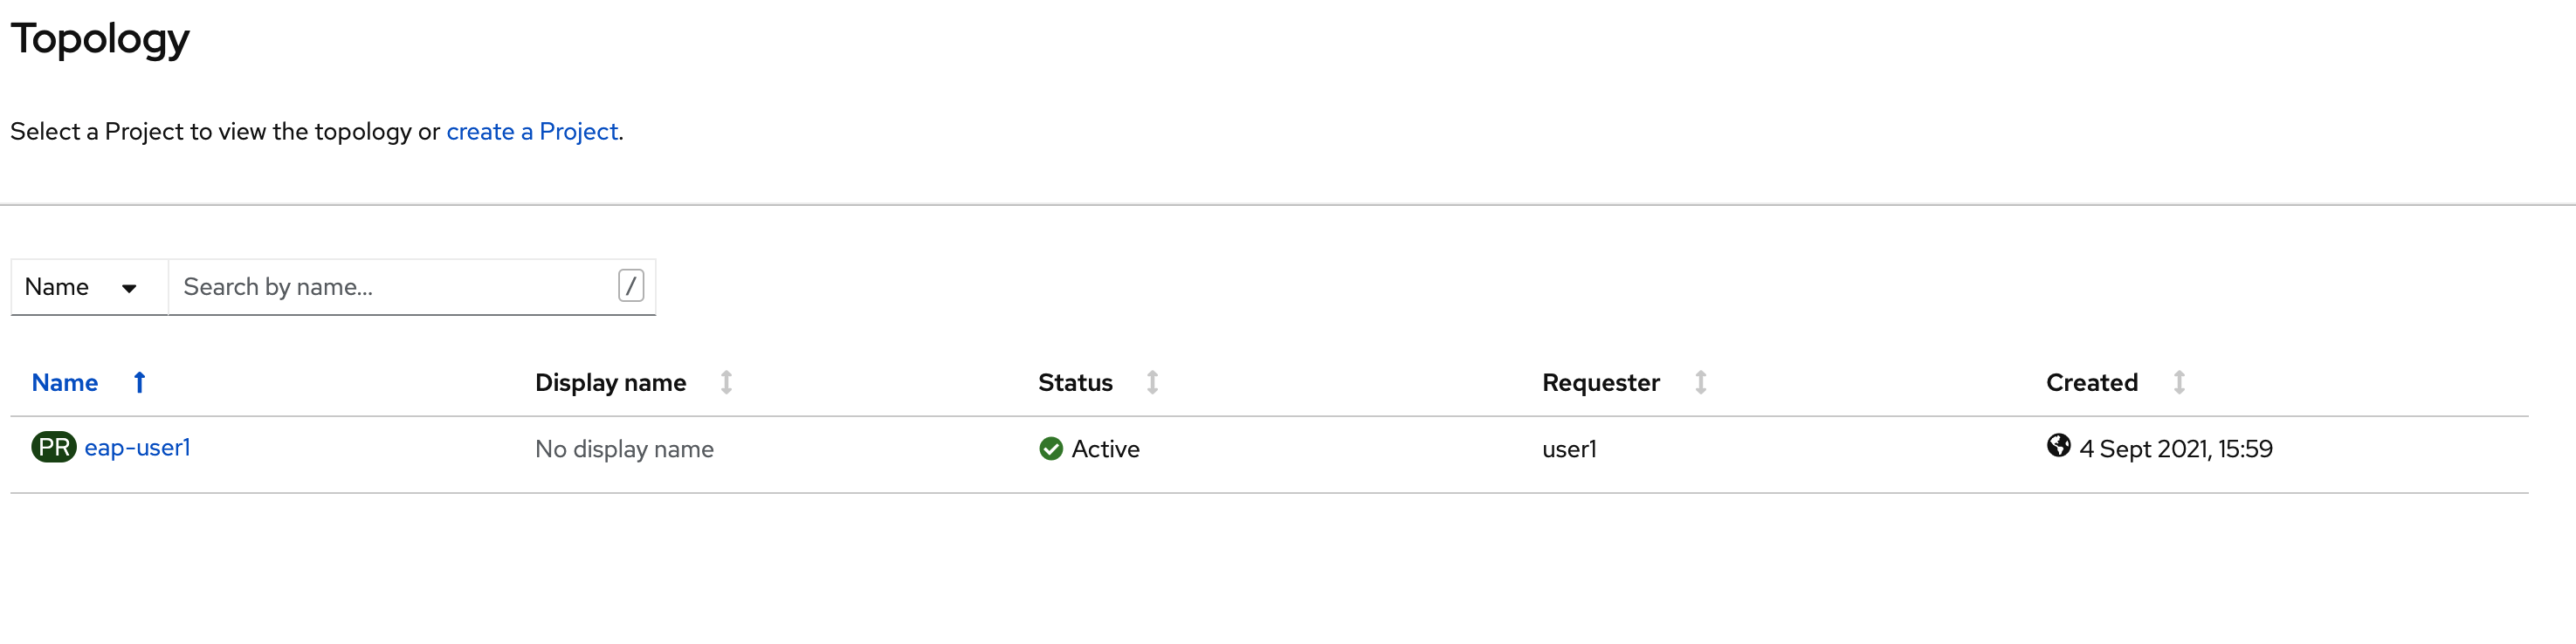 Topology
Select a Project to view the topology or create a Project.
Name Search by name... /
Name Display name Status Requester Created
PR eap-user1 No display name Active user1 4 Sept 2021, 15:59